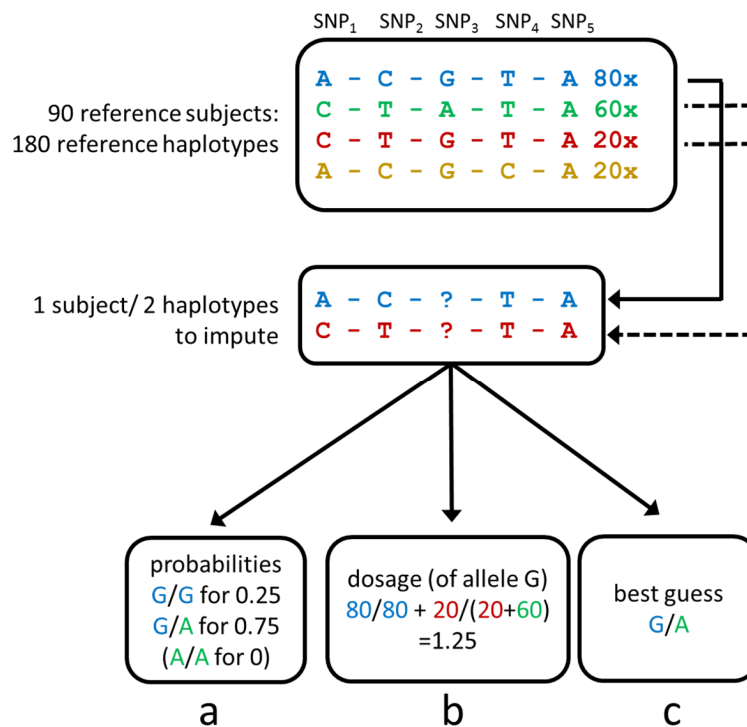 SNP₁ SNP₂ SNP₃ SNP₄ SNP₅
A - C - G - T - A 80x
C - T - A - T - A 60x
C - T - G - T - A 20x
A - C - G - C - A 20x
90 reference subjects:
180 reference haplotypes
A - C - ? - T - A
C - T - ? - T - A
1 subject/ 2 haplotypes
to impute
probabilities
G/G for 0.25
G/A for 0.75
(A/A for 0)
dosage (of allele G)
80/80 + 20/(20+60)
=1.25
best guess
G/A
a b c